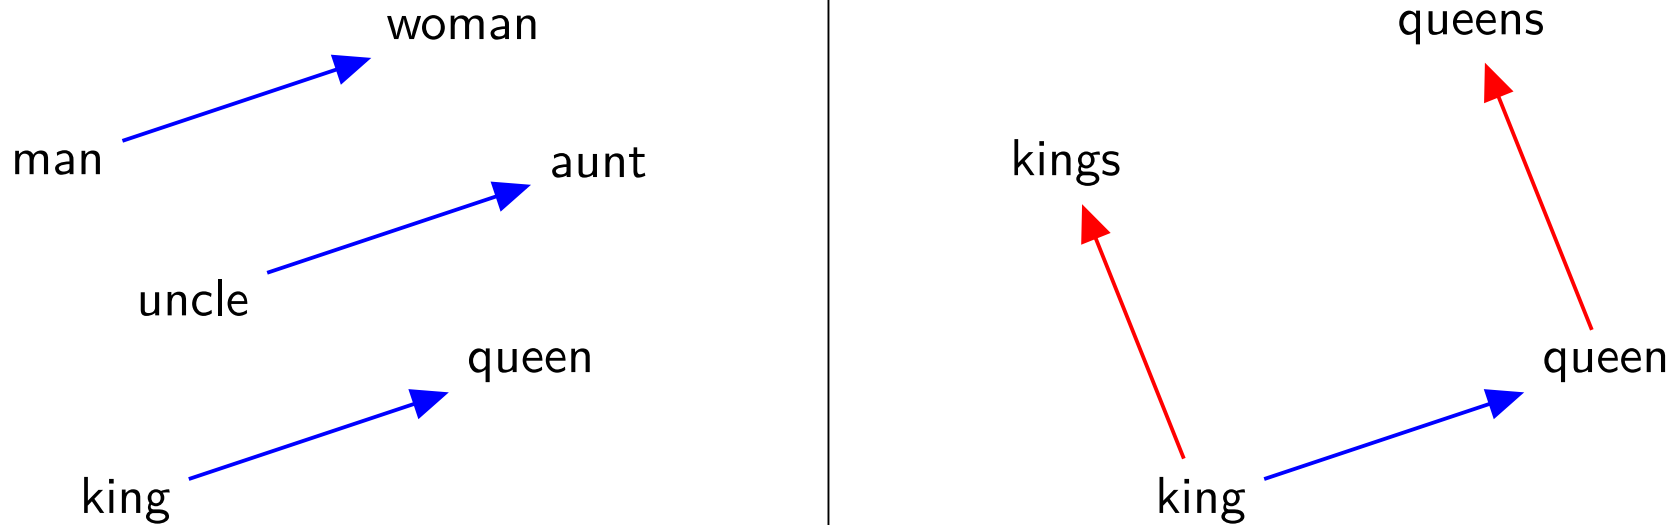 woman
man
aunt
uncle
queen
king
queens
kings
queen
king